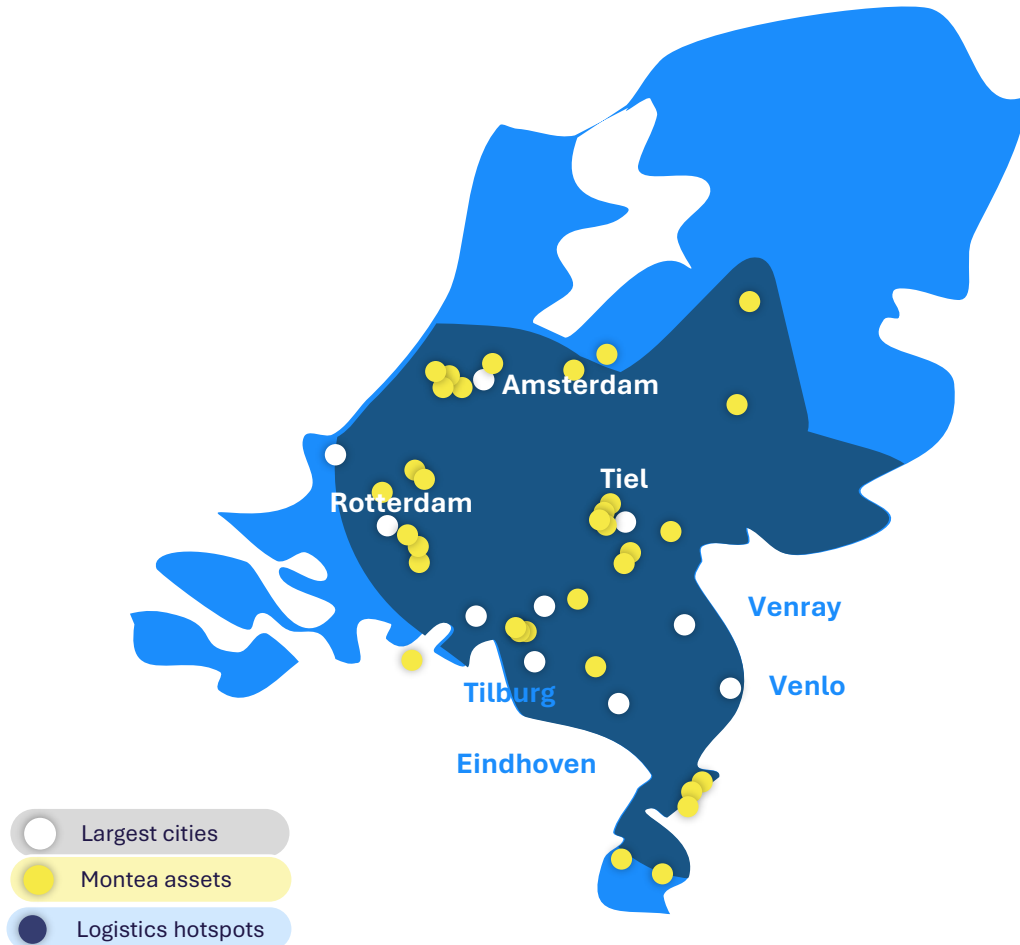 Amsterdam
Tiel
Rotterdam
Venray
Venlo
Tilburg
Eindhoven
Largest cities
Montea assets
Logistics hotspots